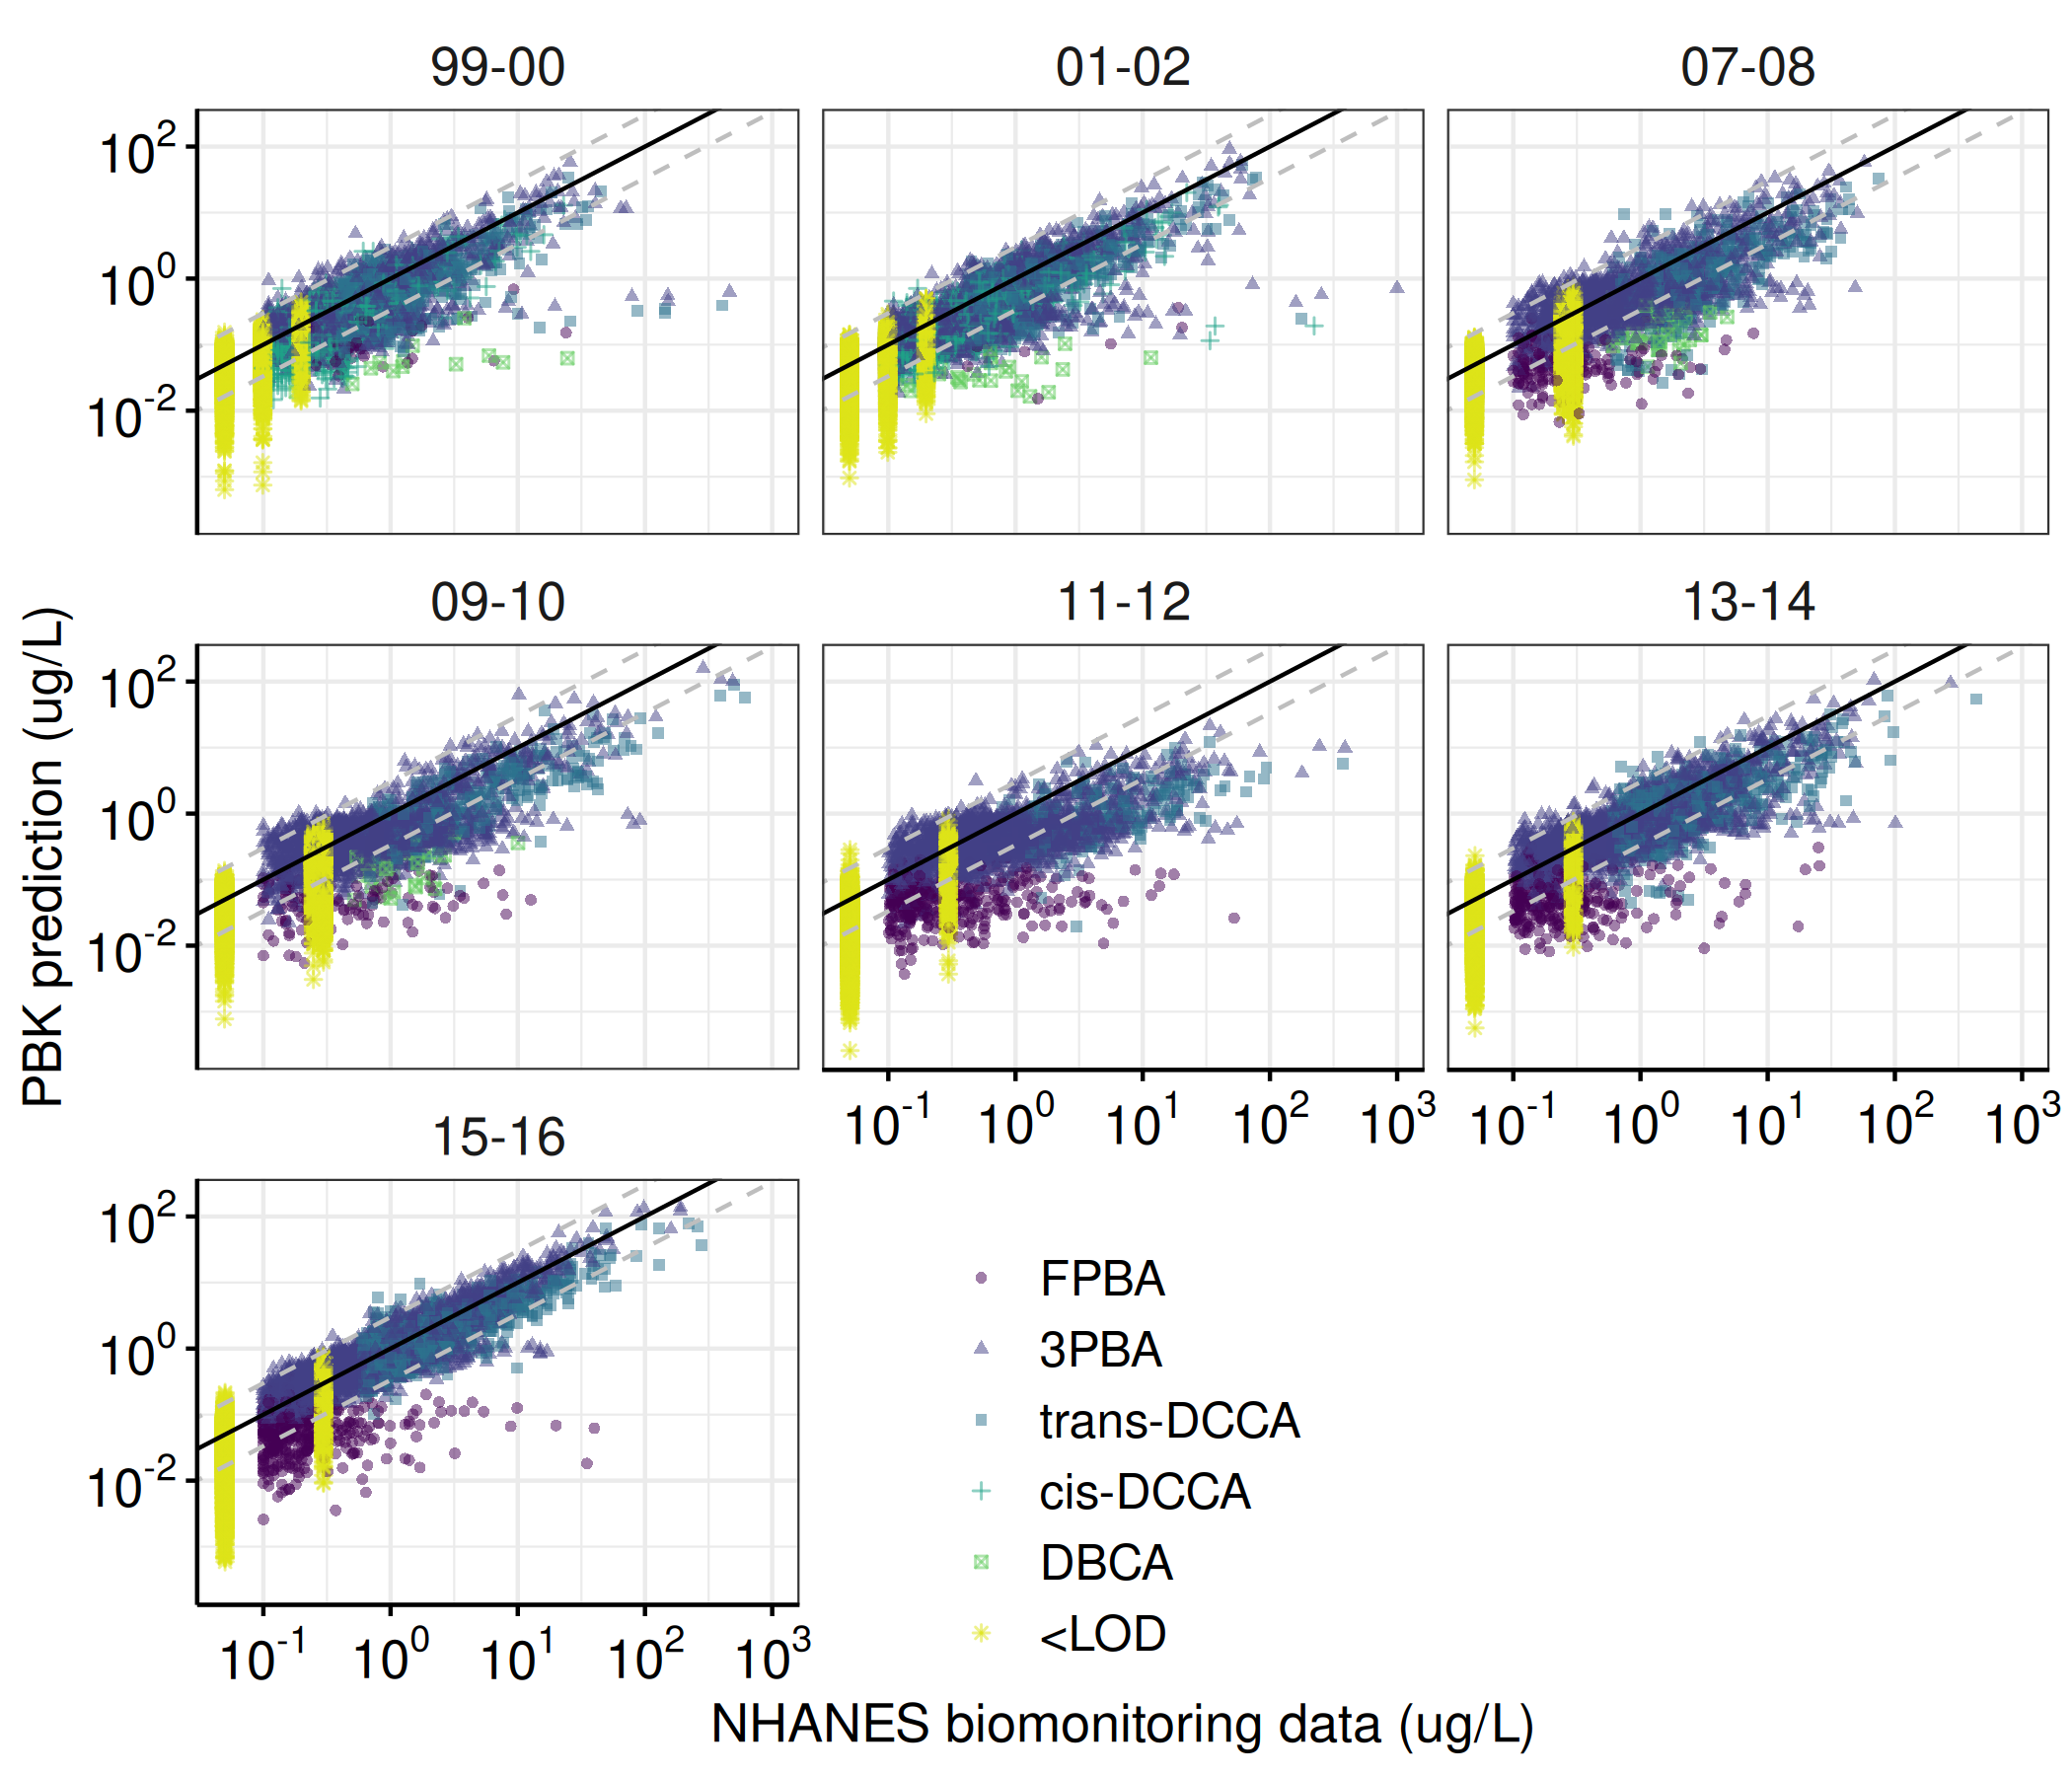 99-00 01-02 07-08
10^2
10^0
10^-2
09-10 11-12 13-14
10^2
10^0
10^-2
10^-1 10^0 10^1 10^2 10^3 10^-1 10^0 10^1 10^2 10^3
15-16
10^2
10^0
10^-2
10^-1 10^0 10^1 10^2 10^3
PBK prediction (ug/L)
FPBA
3PBA
trans-DCCA
cis-DCCA
DBCA
<LOD
NHANES biomonitoring data (ug/L)